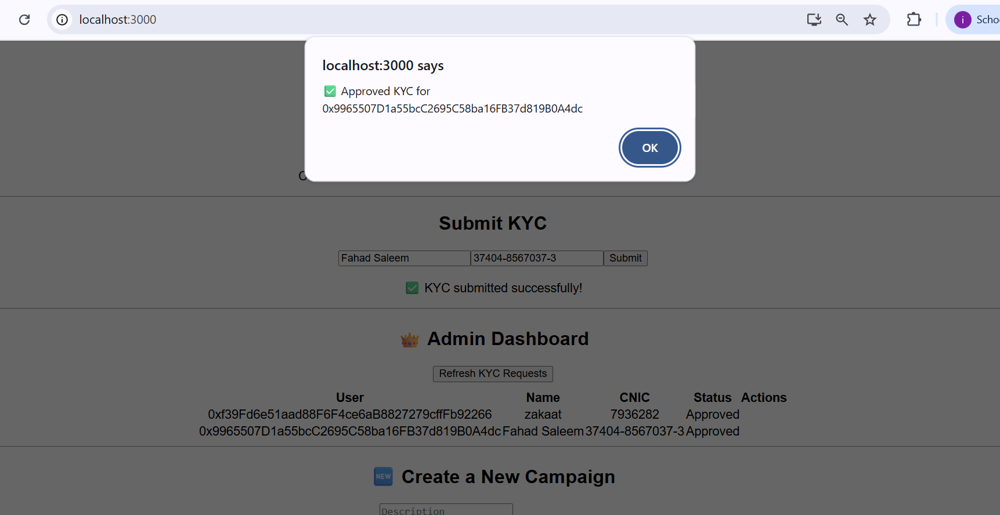 localhost:3000
i Scho
localhost:3000 says
✅ Approved KYC for
0x9965507D1a55bcC2695C58ba16FB37d819B0A4dc
OK
C
Submit KYC
Fahad Saleem 37404-8567037-3 Submit
✅ KYC submitted successfully!
👑 Admin Dashboard
Refresh KYC Requests
User Name CNIC Status Actions
0xf39Fd6e51aad88F6F4ce6aB8827279cffFb92266 zakaat 7936282 Approved
0x9965507D1a55bcC2695C58ba16FB37d819B0A4dc Fahad Saleem 37404-8567037-3 Approved
🆕 Create a New Campaign
Description